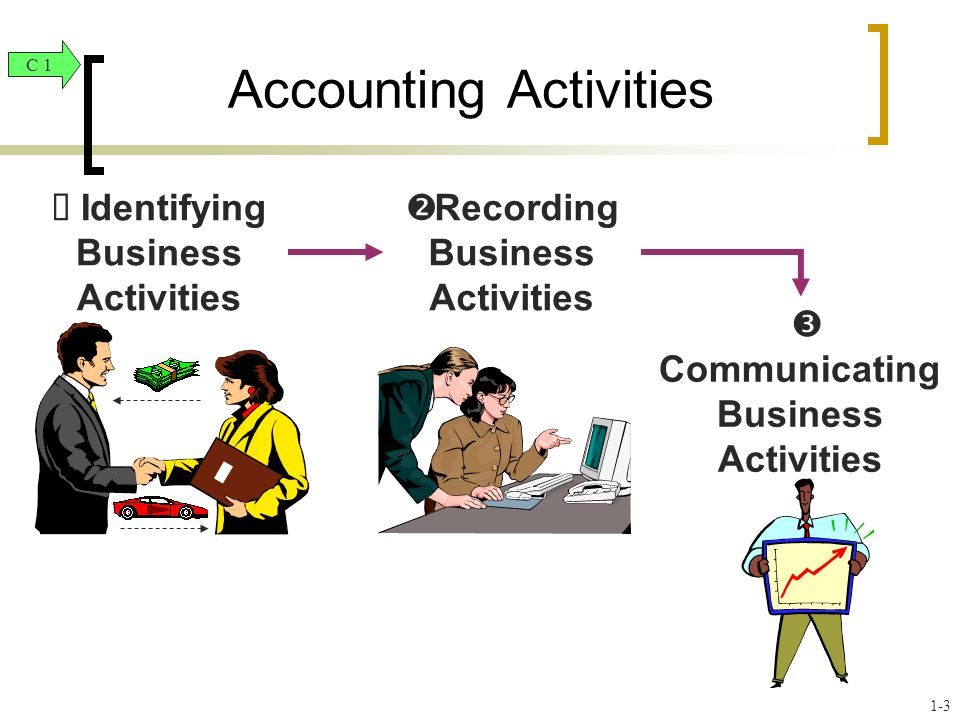 C 1
Accounting Activities
 Identifying
Business
Activities
❷Recording
Business
Activities
❸
Communicating
Business
Activities
1-3